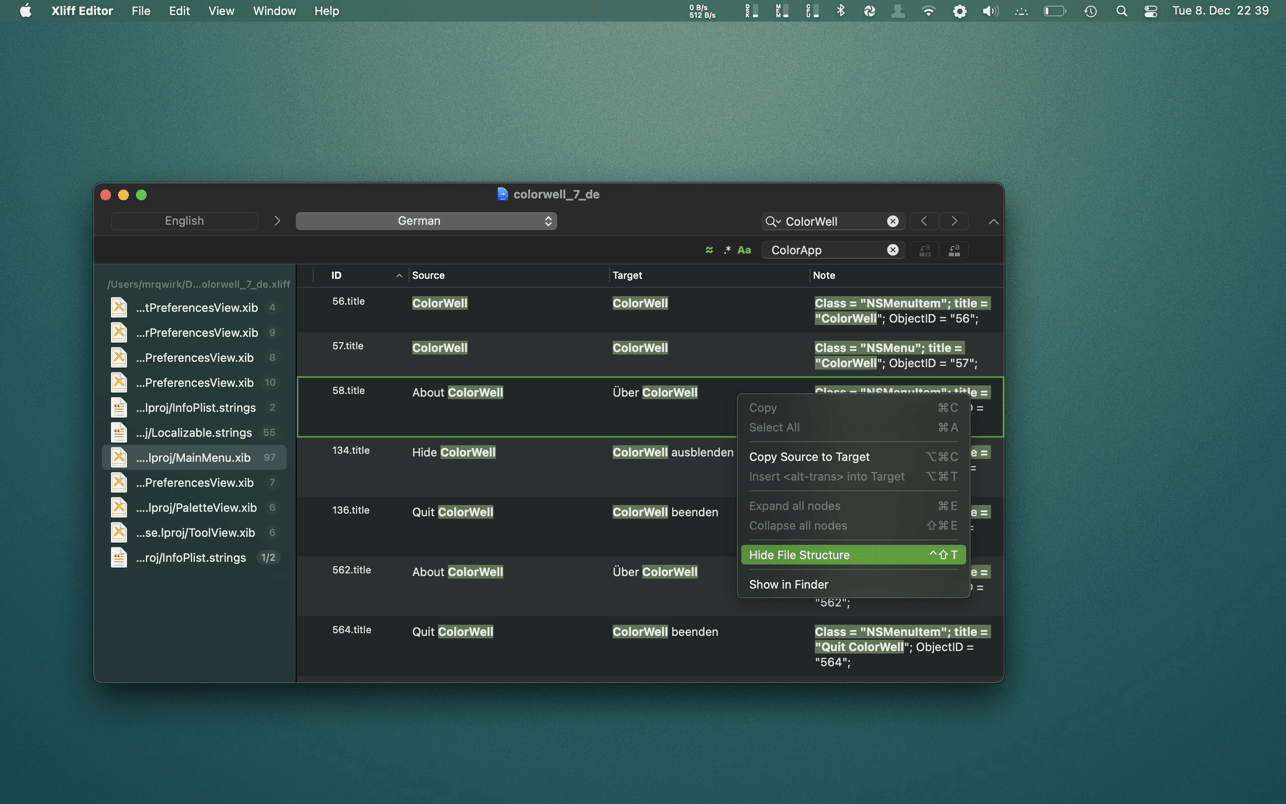 Xliff Editor File Edit View Window Help
0 B/s
512 B/s
Tue 8. Dec 22 39
colorwell_7_de
English > German
ColorWell
.* Aa ColorApp
/Users/mrqwirk/D...olorwell_7_de.xliff
...tPreferencesView.xib 4
...rPreferencesView.xib 9
...PreferencesView.xib 8
...PreferencesView.xib 10
...lproj/InfoPlist.strings 2
...j/Localizable.strings 55
....lproj/MainMenu.xib 97
...PreferencesView.xib 7
...lproj/PaletteView.xib 6
...se.lproj/ToolView.xib 6
...roj/InfoPlist.strings 1/2
ID Source Target Note
56.title ColorWell ColorWell Class = "NSMenuItem"; title =
"ColorWell"; ObjectID = "56";
57.title ColorWell ColorWell Class = "NSMenu"; title =
"ColorWell"; ObjectID = "57";
58.title About ColorWell Über ColorWell Class = "NSMenuItem"; title =
134.title Hide ColorWell ColorWell ausblenden
136.title Quit ColorWell ColorWell beenden
562.title About ColorWell Über ColorWell
"562";
564.title Quit ColorWell ColorWell beenden Class = "NSMenuItem"; title =
"Quit ColorWell"; ObjectID =
"564";
Copy ⌘C
Select All ⌘A
Copy Source to Target ⌥⌘C
Insert <alt-trans> into Target ⌥⌘T
Expand all nodes ⌘E
Collapse all nodes ⇧⌘E
Hide File Structure ^⇧T
Show in Finder